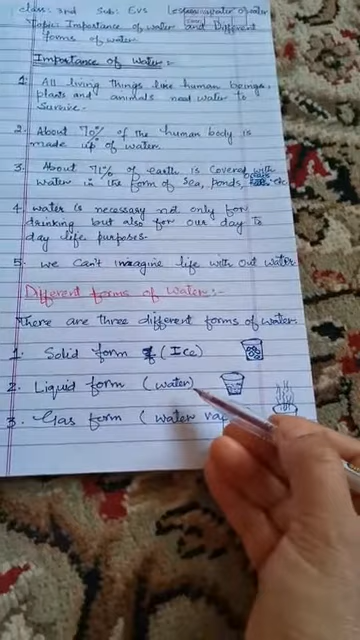 class: 3rd Sub: Evs Lesson: water o water
Topic: Importance of water and Different
forms of water.
Importance of Water:-
1. All living things like human beings,
plants and animals need water to
Survive.
2. About 70% of the human body is
made up of water.
3. About 71% of earth is covered with
water in the form of sea, ponds, etc
4. water is necessary not only for
drinking but also for our day to
day life purposes.
5. we can't imagine life with out water
Different forms of water:-
There are three different forms of water.
1. Solid form (Ice)
2. Liquid form (water)
3. Gas form (water vap